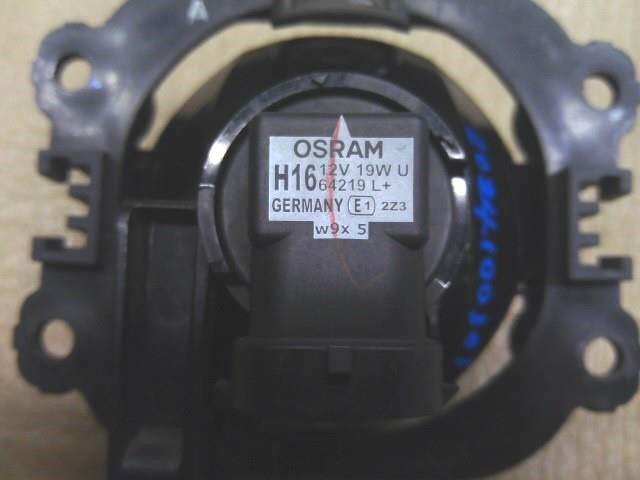 A
OSRAM
H16 12V 19W U
64219 L+
GERMANY E1 2Z3
w9x 5